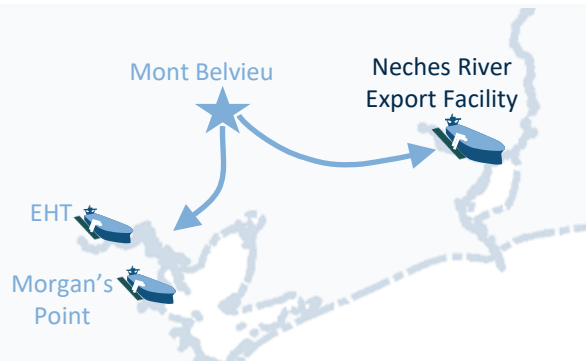 Mont Belvieu
Neches River
Export Facility
EHT
Morgan’s
Point